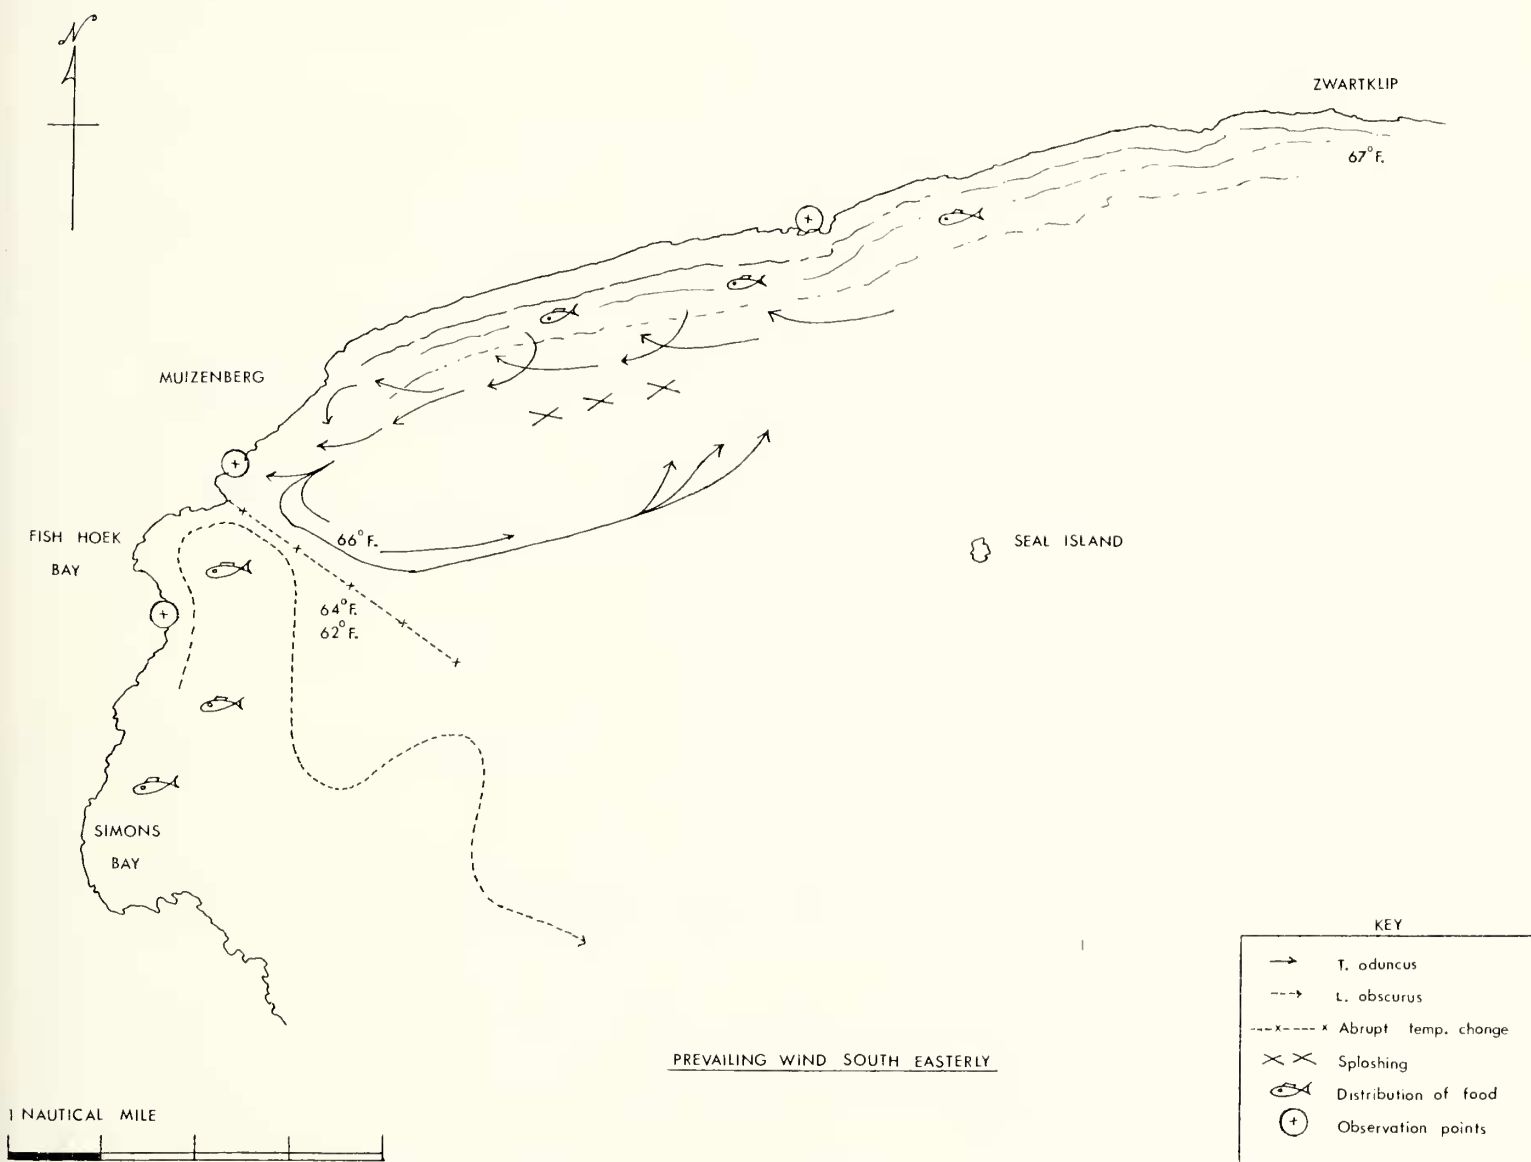 N
ZWARTKLIP
67°F.
MUIZENBERG
FISH HOEK
BAY
66°F.
SEAL ISLAND
64°F.
62°F.
SIMONS
BAY
KEY
T. aduncus
L. obscurus
Abrupt temp. change
Splashing
Distribution of food
Observation points
PREVAILING WIND SOUTH EASTERLY
1 NAUTICAL MILE